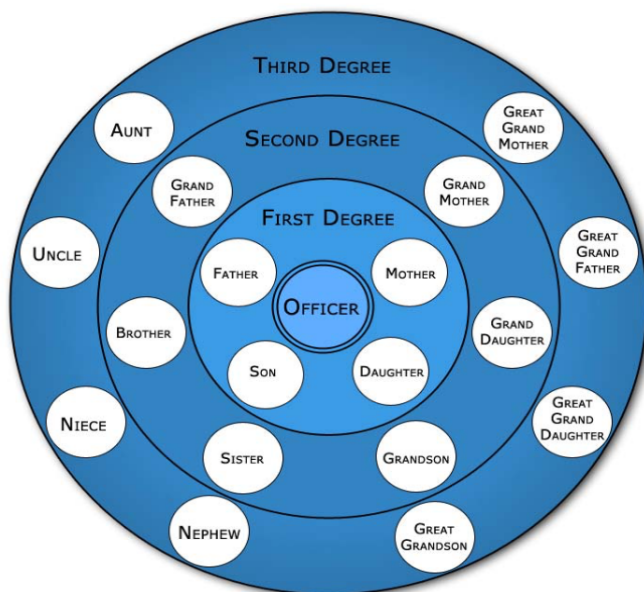 Third Degree
Aunt
Great
Grand
Mother
Second Degree
Grand
Father
Grand
Mother
First Degree
Uncle
Great
Grand
Father
Father
Mother
Officer
Brother
Grand
Daughter
Son
Daughter
Niece
Great
Grand
Daughter
Sister
Grandson
Nephew
Great
Grandson